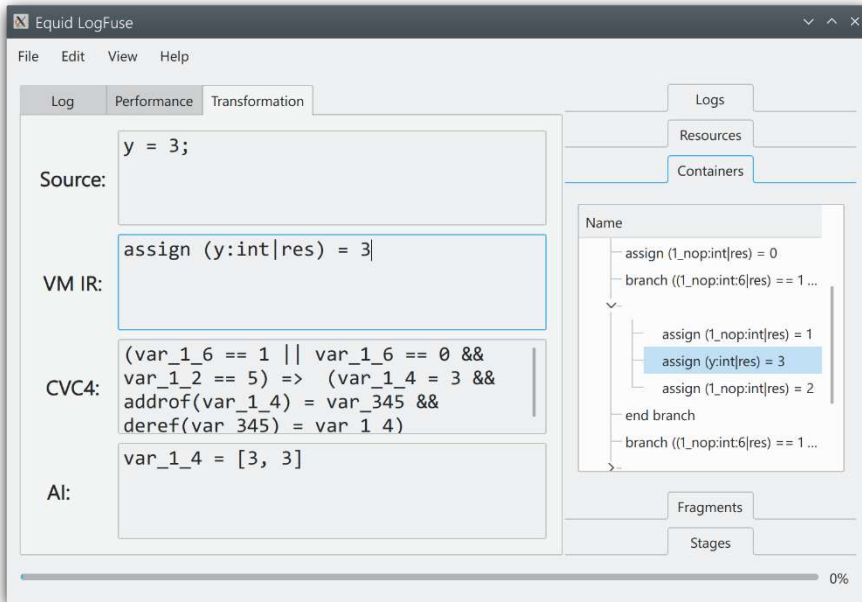 Equid LogFuse
File Edit View Help
Log Performance Transformation
Source:
y = 3;
VM IR:
assign (y:int|res) = 3
CVC4:
(var_1_6 == 1 || var_1_6 == 0 &&
var_1_2 == 5) => (var_1_4 = 3 &&
addrof(var_1_4) = var_345 &&
deref(var_345) = var_1_4)
AI:
var_1_4 = [3, 3]
Logs
Resources
Containers
Name
assign (1_nop:int|res) = 0
branch ((1_nop:int:6|res) == 1 ...
assign (1_nop:int|res) = 1
assign (y:int|res) = 3
assign (1_nop:int|res) = 2
end branch
branch ((1_nop:int:6|res) == 1 ...
Fragments
Stages
0%